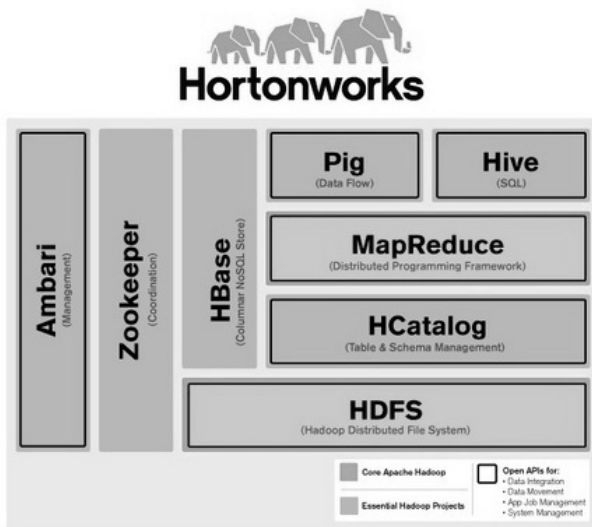 Hortonworks
Ambari
(Management)
Zookeeper
(Coordination)
HBase
(Columnar NoSQL Store)
Pig
(Data Flow)
Hive
(SQL)
MapReduce
(Distributed Programming Framework)
HCatalog
(Table & Schema Management)
HDFS
(Hadoop Distributed File System)
Core Apache Hadoop
Essential Hadoop Projects
Open APIs for:
• Data Integration
• Data Movement
• App Job Management
• System Management